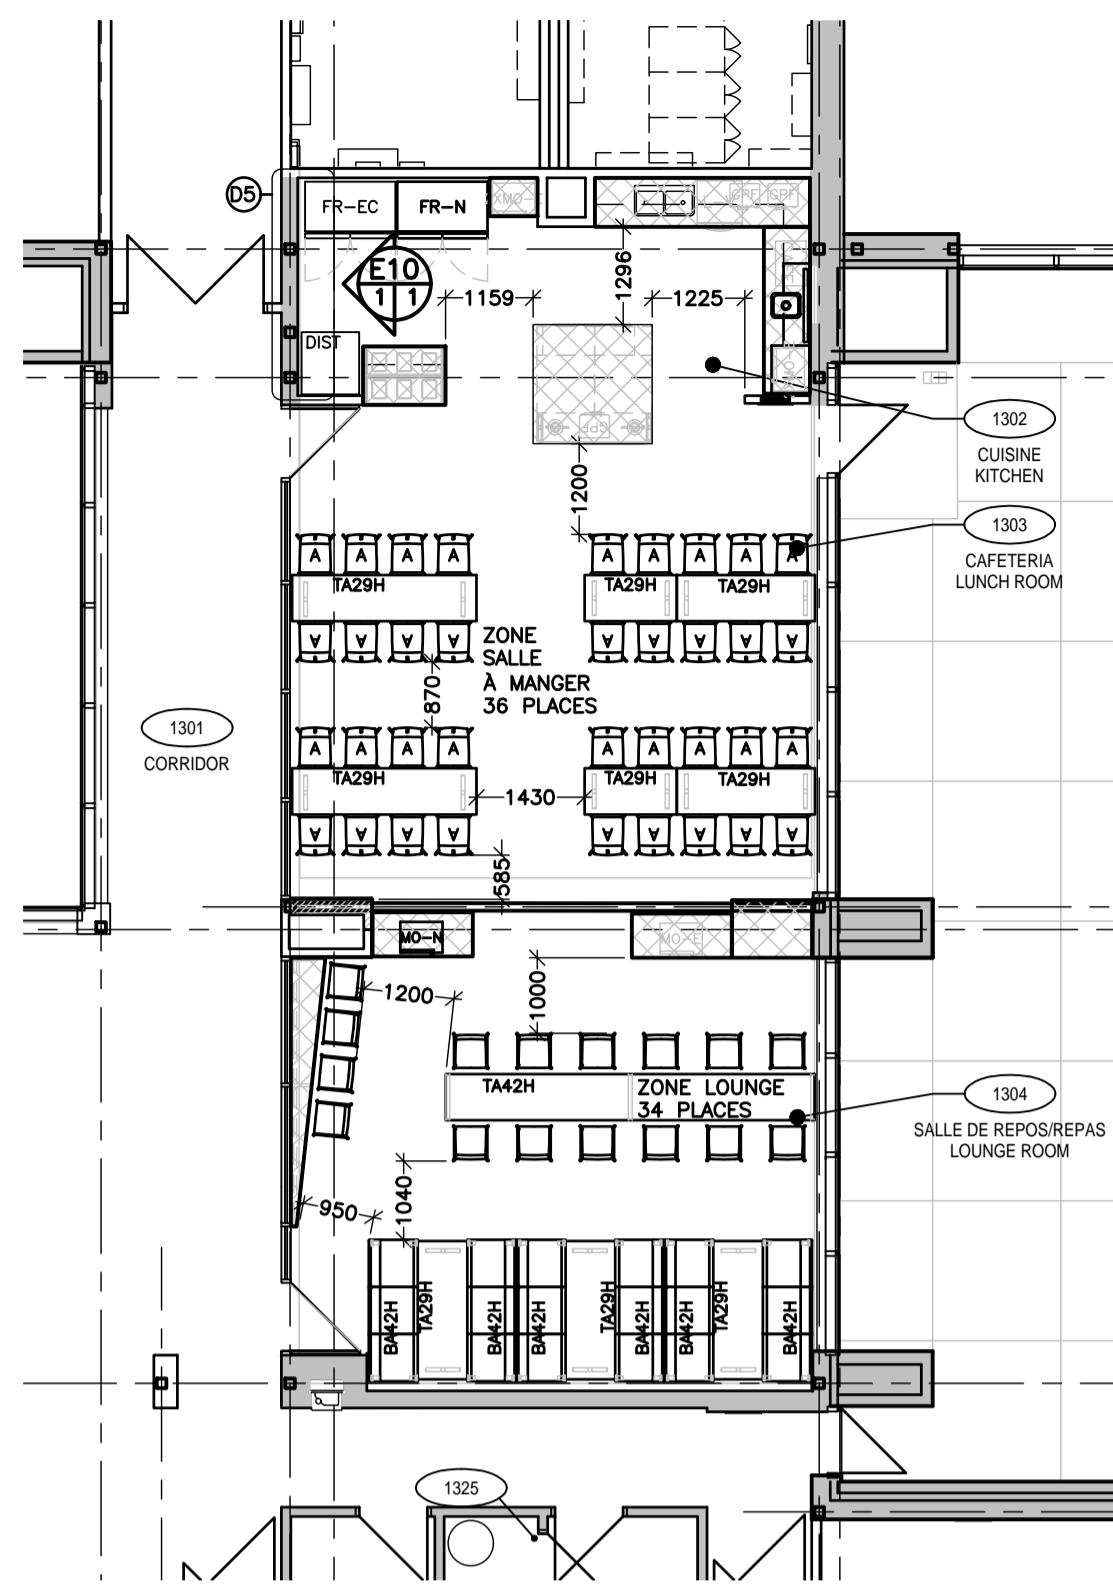 D5
FR-EC
FR-N
XMO-E
GPF
GPF
E10
1
1
1159
1296
1225
DIST
GPF
1302
CUISINE
KITCHEN
1200
1303
CAFETERIA
LUNCH ROOM
A
A
A
A
A
A
A
A
A
TA29H
TA29H
TA29H
A
A
A
A
A
A
A
A
A
ZONE
SALLE
À MANGER
36 PLACES
870
1301
CORRIDOR
A
A
A
A
A
A
A
A
A
TA29H
TA29H
TA29H
1430
A
A
A
A
A
A
A
A
A
585
MO-N
MO-E
1200
1000
TA42H
ZONE LOUNGE
34 PLACES
1304
SALLE DE REPOS/REPAS
LOUNGE ROOM
1040
950
BA42H
TA29H
BA42H
BA42H
TA29H
BA42H
BA42H
TA29H
BA42H
1325